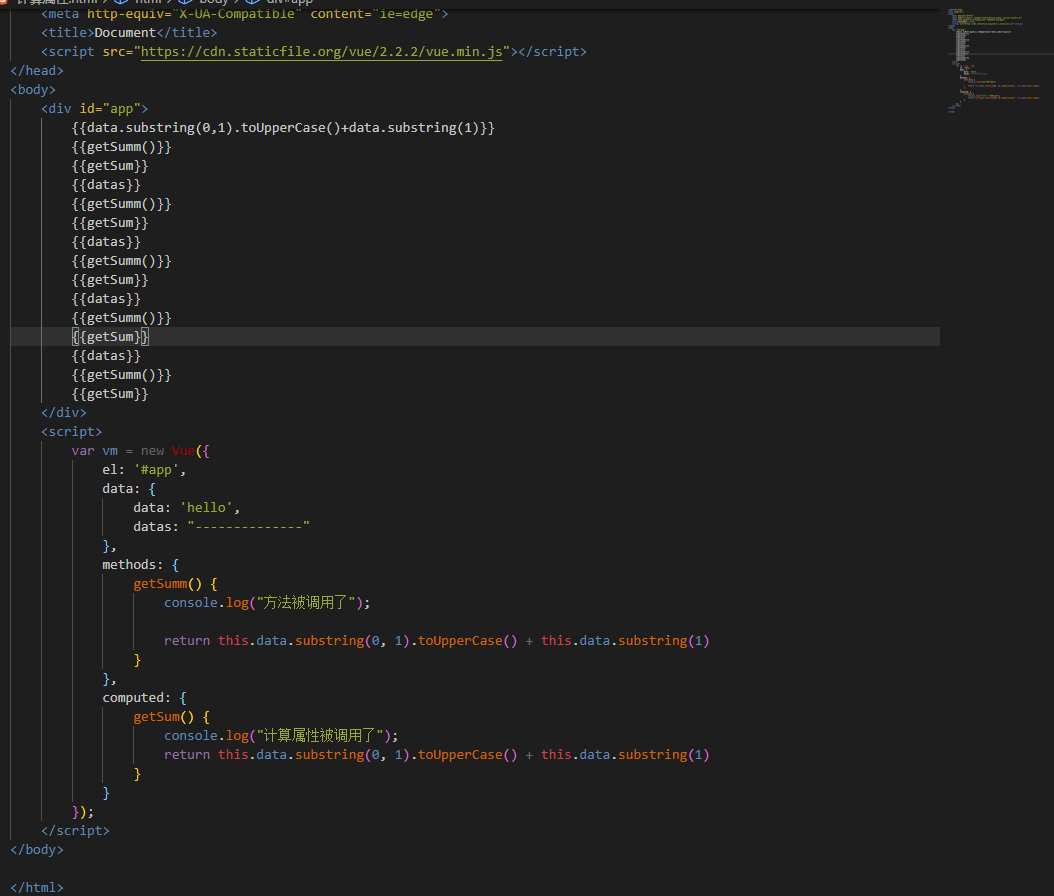 计算属性.html > html > body > div#app
<meta http-equiv="X-UA-Compatible" content="ie=edge">
<title>Document</title>
<script src="https://cdn.staticfile.org/vue/2.2.2/vue.min.js"></script>
</head>
<body>
<div id="app">
{{data.substring(0,1).toUpperCase()+data.substring(1)}}
{{getSumm()}}
{{getSum}}
{{datas}}
{{getSumm()}}
{{getSum}}
{{datas}}
{{getSumm()}}
{{getSum}}
{{datas}}
{{getSumm()}}
{{getSum}}
{{datas}}
{{getSumm()}}
{{getSum}}
</div>
<script>
var vm = new Vue({
el: '#app',
data: {
data: 'hello',
datas: "--------------"
},
methods: {
getSumm() {
console.log("方法被调用了");
return this.data.substring(0, 1).toUpperCase() + this.data.substring(1)
}
},
computed: {
getSum() {
console.log("计算属性被调用了");
return this.data.substring(0, 1).toUpperCase() + this.data.substring(1)
}
}
});
</script>
</body>
</html>